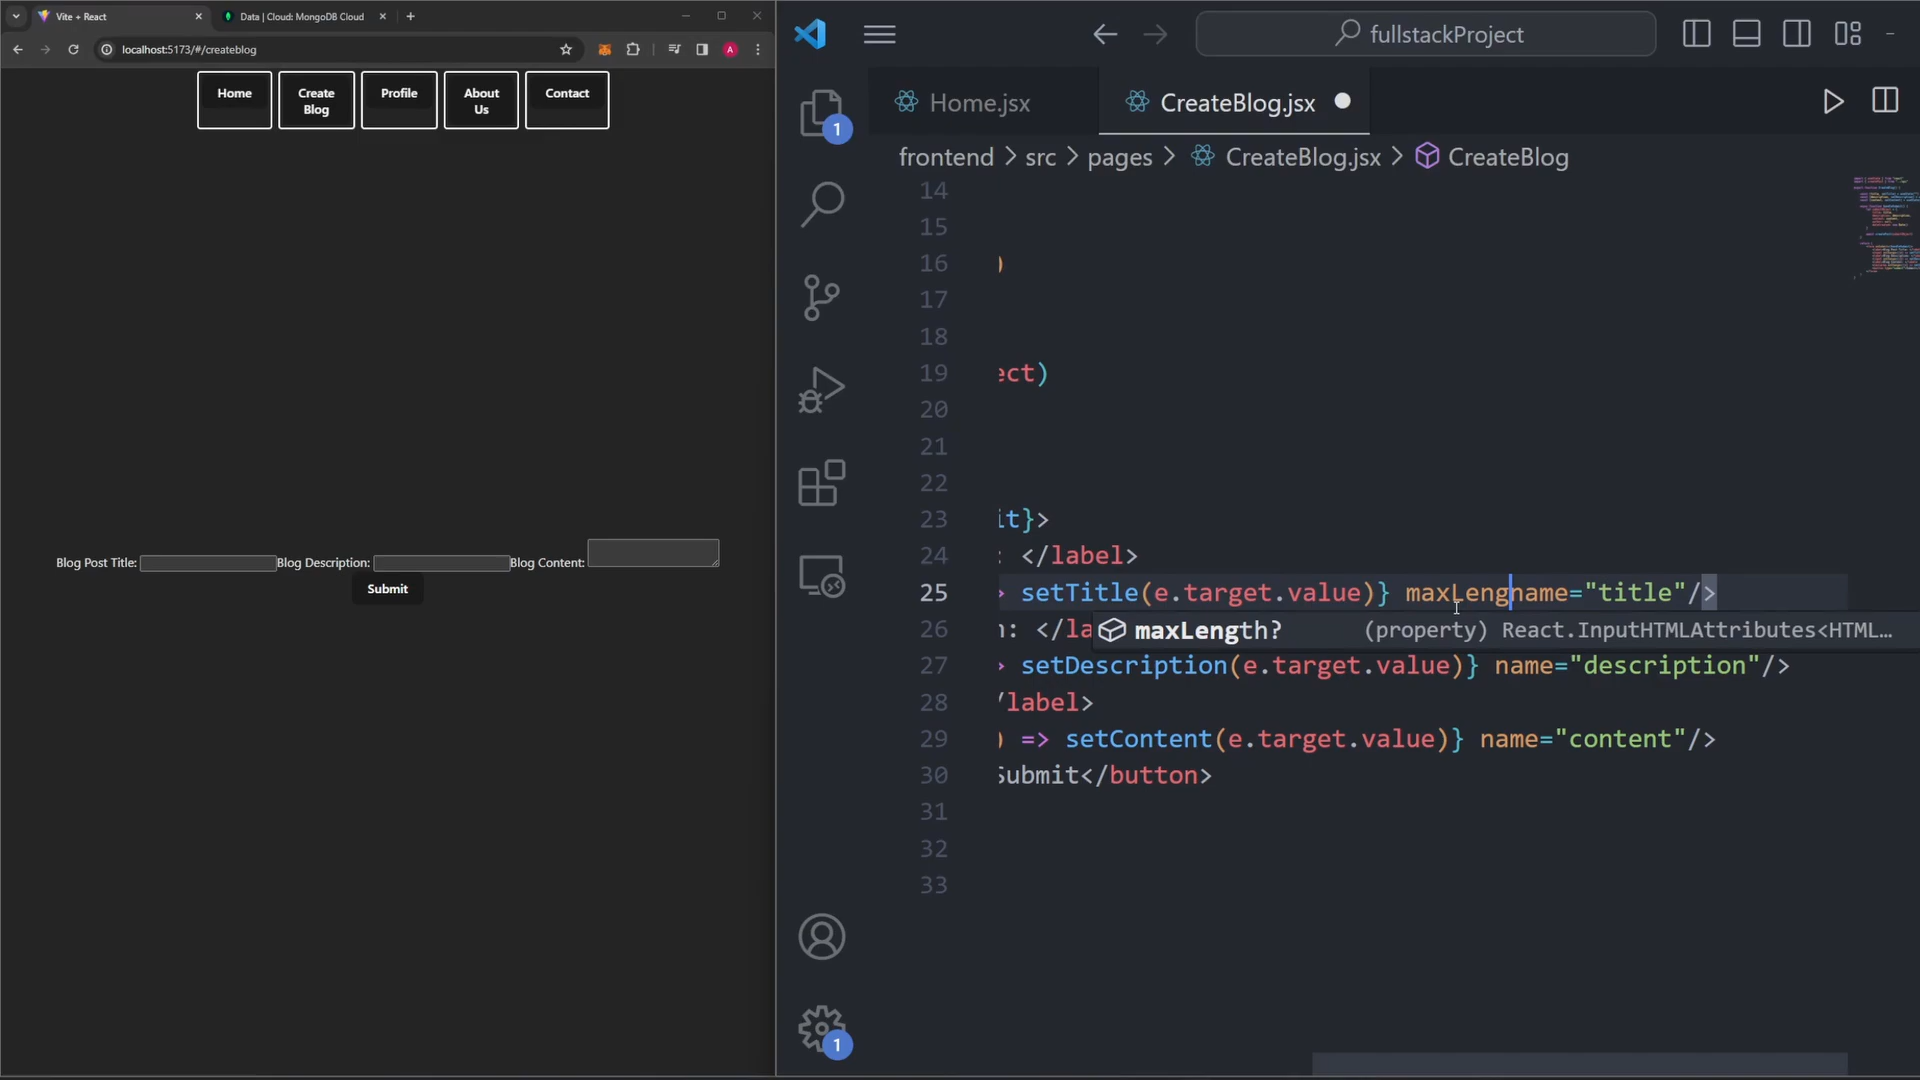 Vite + React
Data | Cloud: MongoDB Cloud
localhost:5173/#/createblog
A
Home
Create
Blog
Profile
About
Us
Contact
Blog Post Title:
Blog Description:
Blog Content:
Submit
fullstackProject
1
Home.jsx
CreateBlog.jsx
frontend > src > pages > CreateBlog.jsx > CreateBlog
14
15
16 )
17
18
19 ect)
20
21
22
23 it}>
24 : </label>
25 > setTitle(e.target.value)} maxLengname="title"/>
maxLength? (property) React.InputHTMLAttributes<HTML…
26 n: </la
27 > setDescription(e.target.value)} name="description"/>
28 /label>
29 ) => setContent(e.target.value)} name="content"/>
30 Submit</button>
31
32
33
1